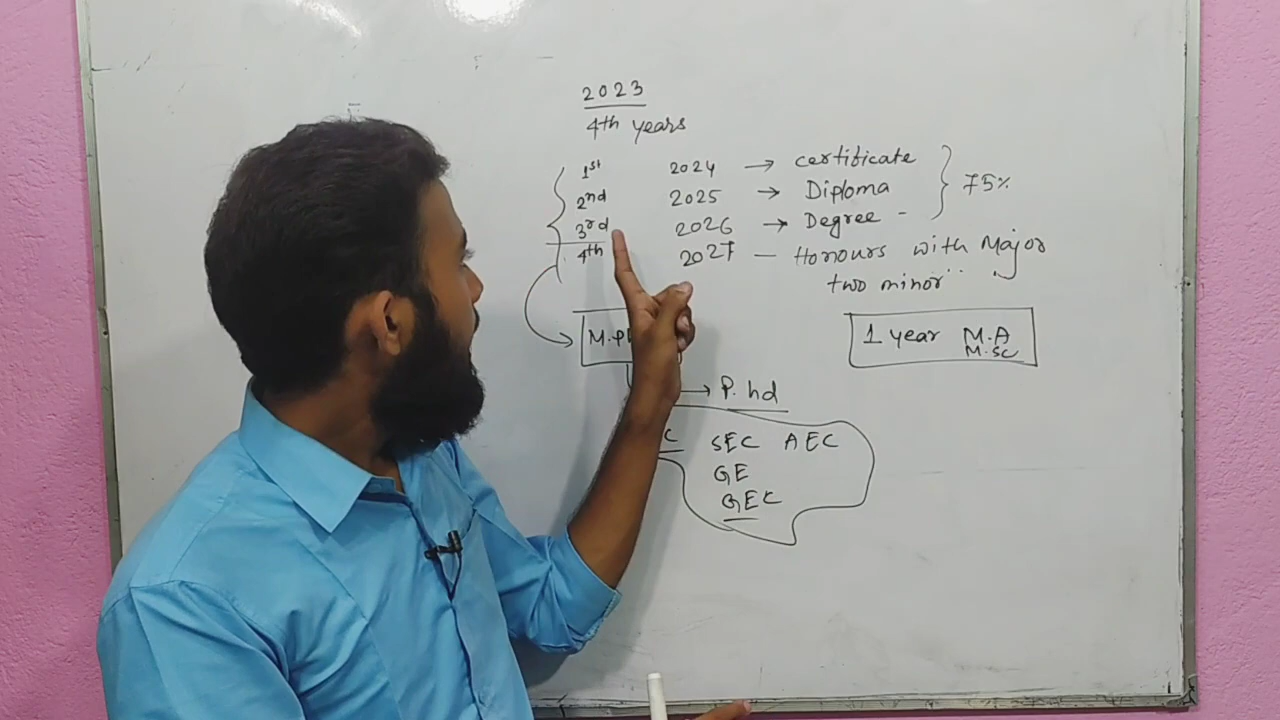 2023
4th years
1st 2024 → certificate
2nd 2025 → Diploma 75%
3rd 2026 → Degree -
4th 2027 — Honours with Major
two minor
1 year M.A
M.SC
→ P.hd
SEC AEC
GE
GEC